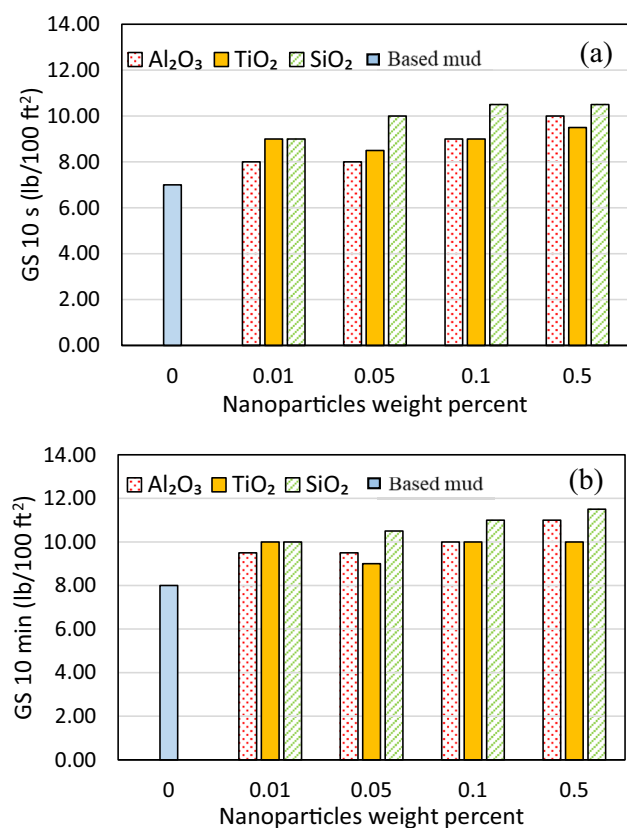 14.00
(a)
Al₂O₃ TiO₂ SiO₂ Based mud
12.00
10.00
8.00
6.00
4.00
2.00
0.00
GS 10 s (lb/100 ft²)
0 0.01 0.05 0.1 0.5
Nanoparticles weight percent
14.00
(b)
Al₂O₃ TiO₂ SiO₂ Based mud
12.00
10.00
8.00
6.00
4.00
2.00
0.00
GS 10 min (lb/100 ft²)
0 0.01 0.05 0.1 0.5
Nanoparticles weight percent